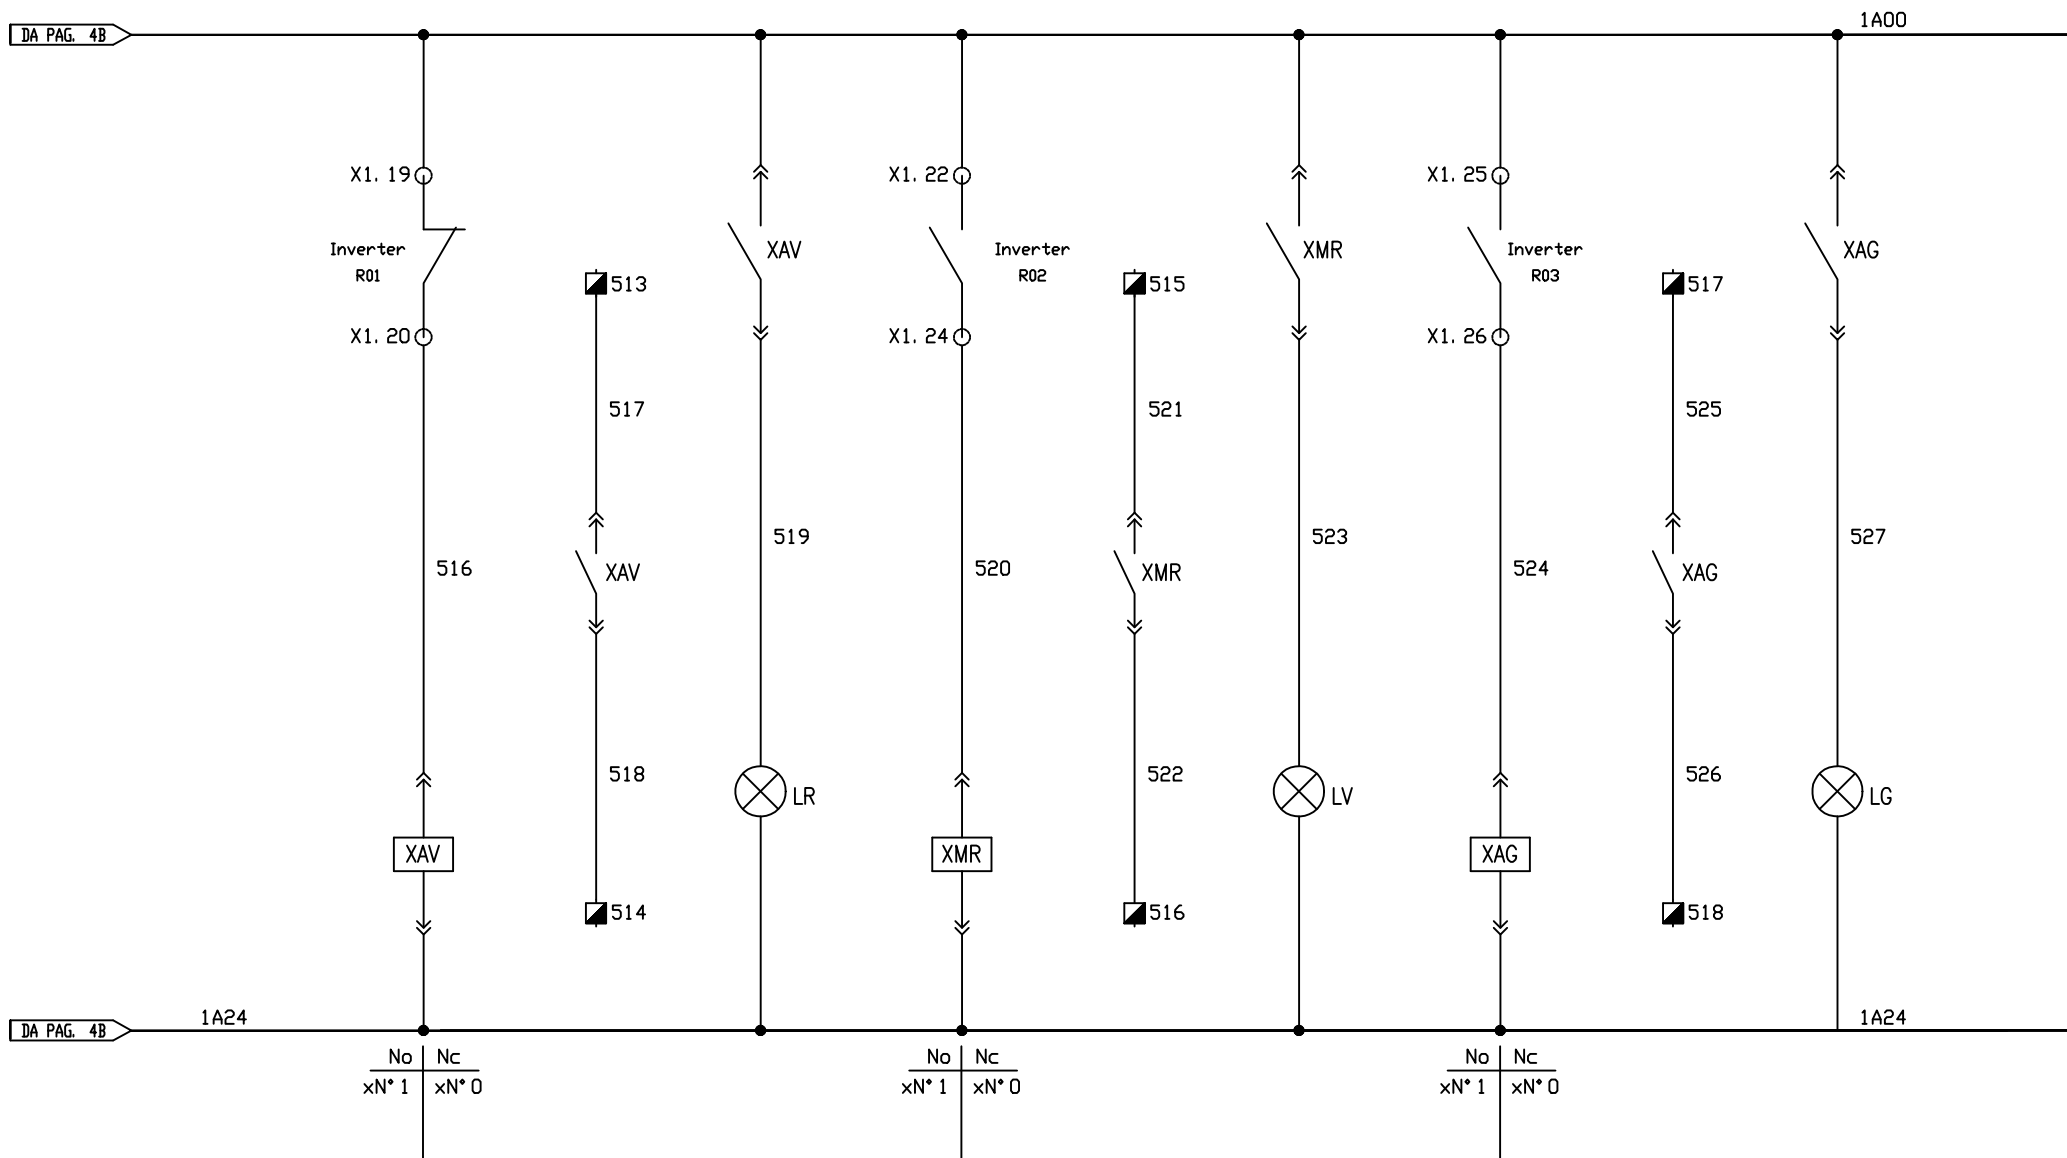 DA PAG. 4B
1A00
X1. 19
X1. 22
X1. 25
Inverter
R01
XAV
Inverter
R02
XMR
Inverter
R03
XAG
513
515
517
X1. 20
X1. 24
X1. 26
517
521
525
519
523
527
516
XAV
520
XMR
524
XAG
518
522
526
LR
LV
LG
XAV
XMR
XAG
514
516
518
DA PAG. 4B
1A24
1A24
No Nc
xN° 1 xN° 0
No Nc
xN° 1 xN° 0
No Nc
xN° 1 xN° 0